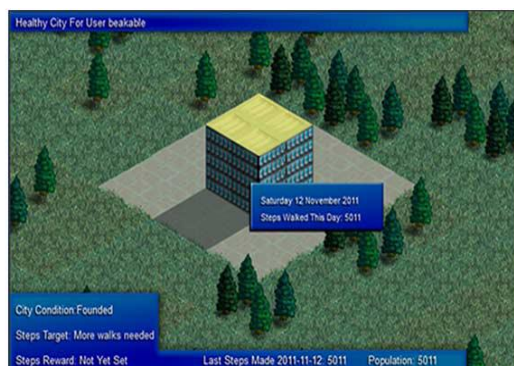 Healthy City For User beakable
Saturday 12 November 2011
Steps Walked This Day: 5011
City Condition:Founded
Steps Target: More walks needed
Steps Reward: Not Yet Set
Last Steps Made 2011-11-12: 5011
Population: 5011